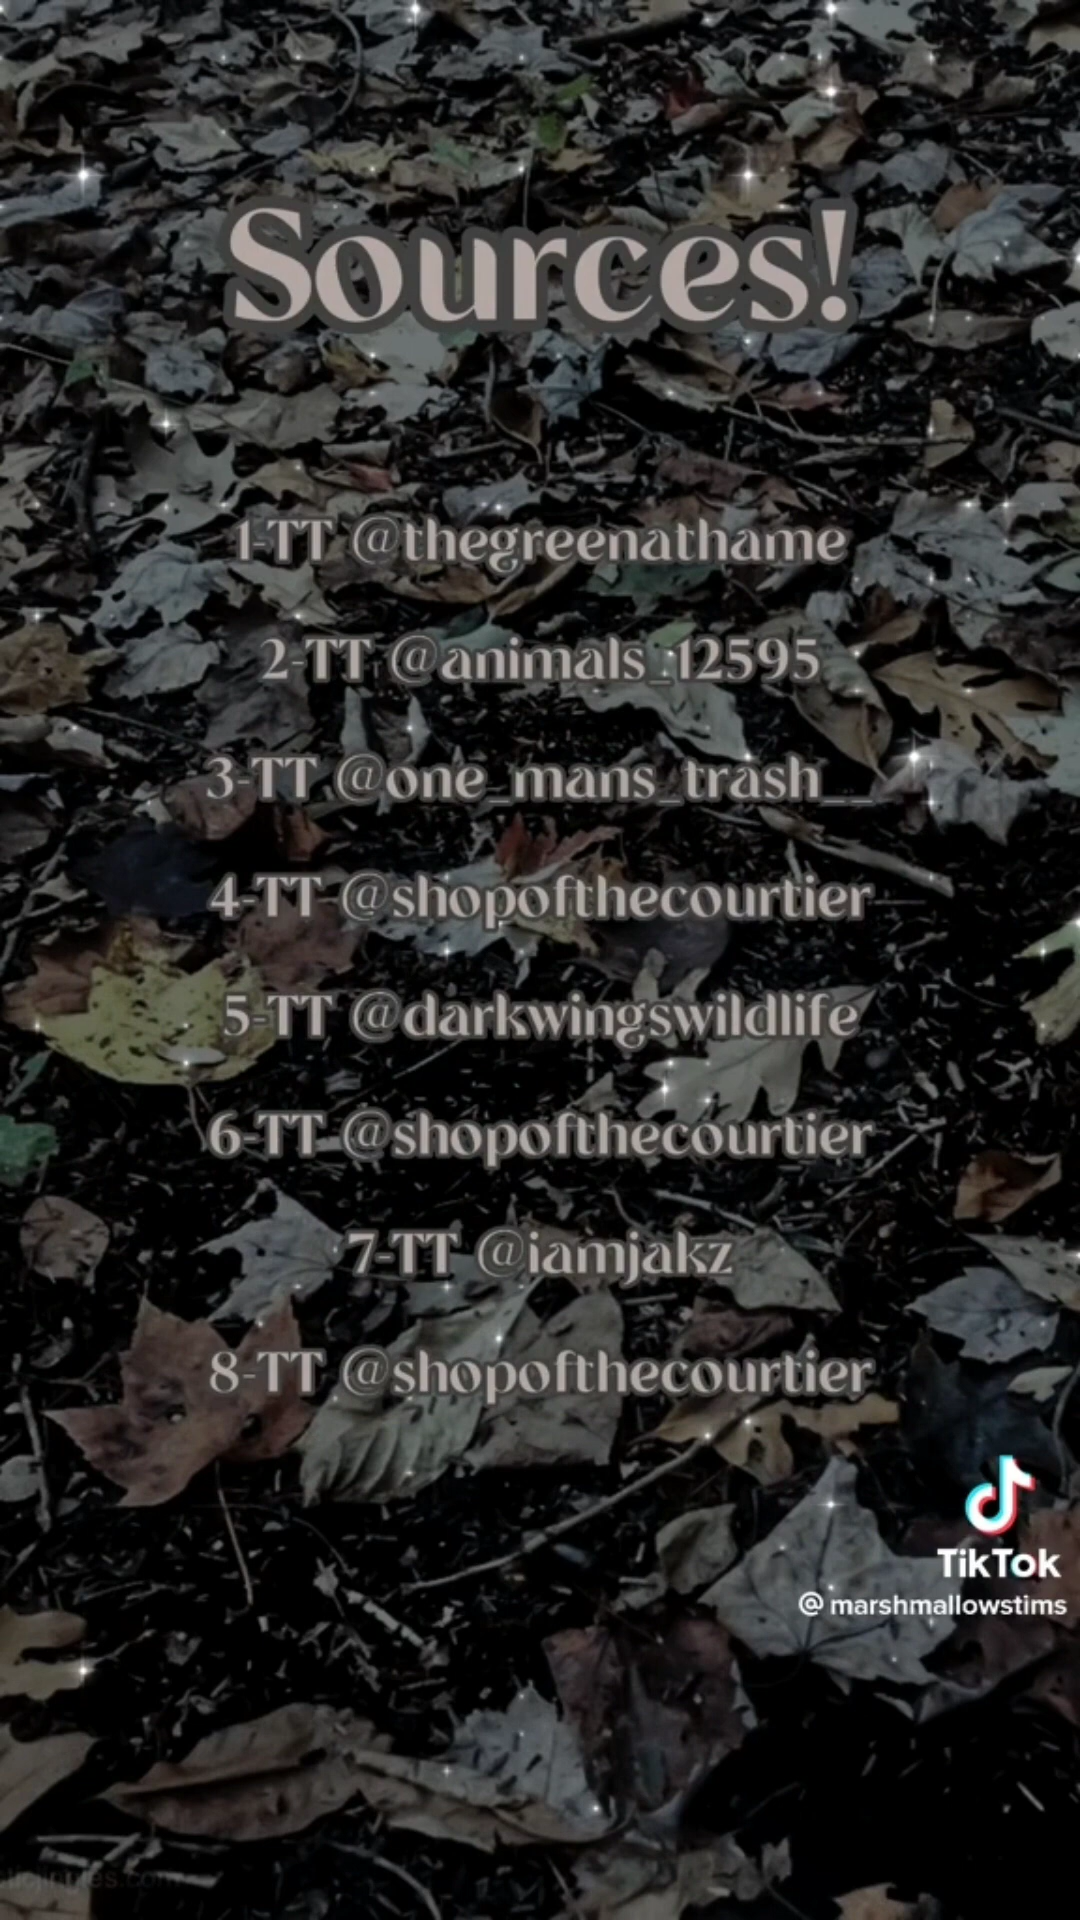 Sources!
1-TT @thegreenathame
2-TT @animals_12595
3-TT @one_mans_trash__
4-TT @shopofthecourtier
5-TT @darkwingswildlife
6-TT @shopofthecourtier
7-TT @iamjakz
8-TT @shopofthecourtier
TikTok
@marshmallowstims